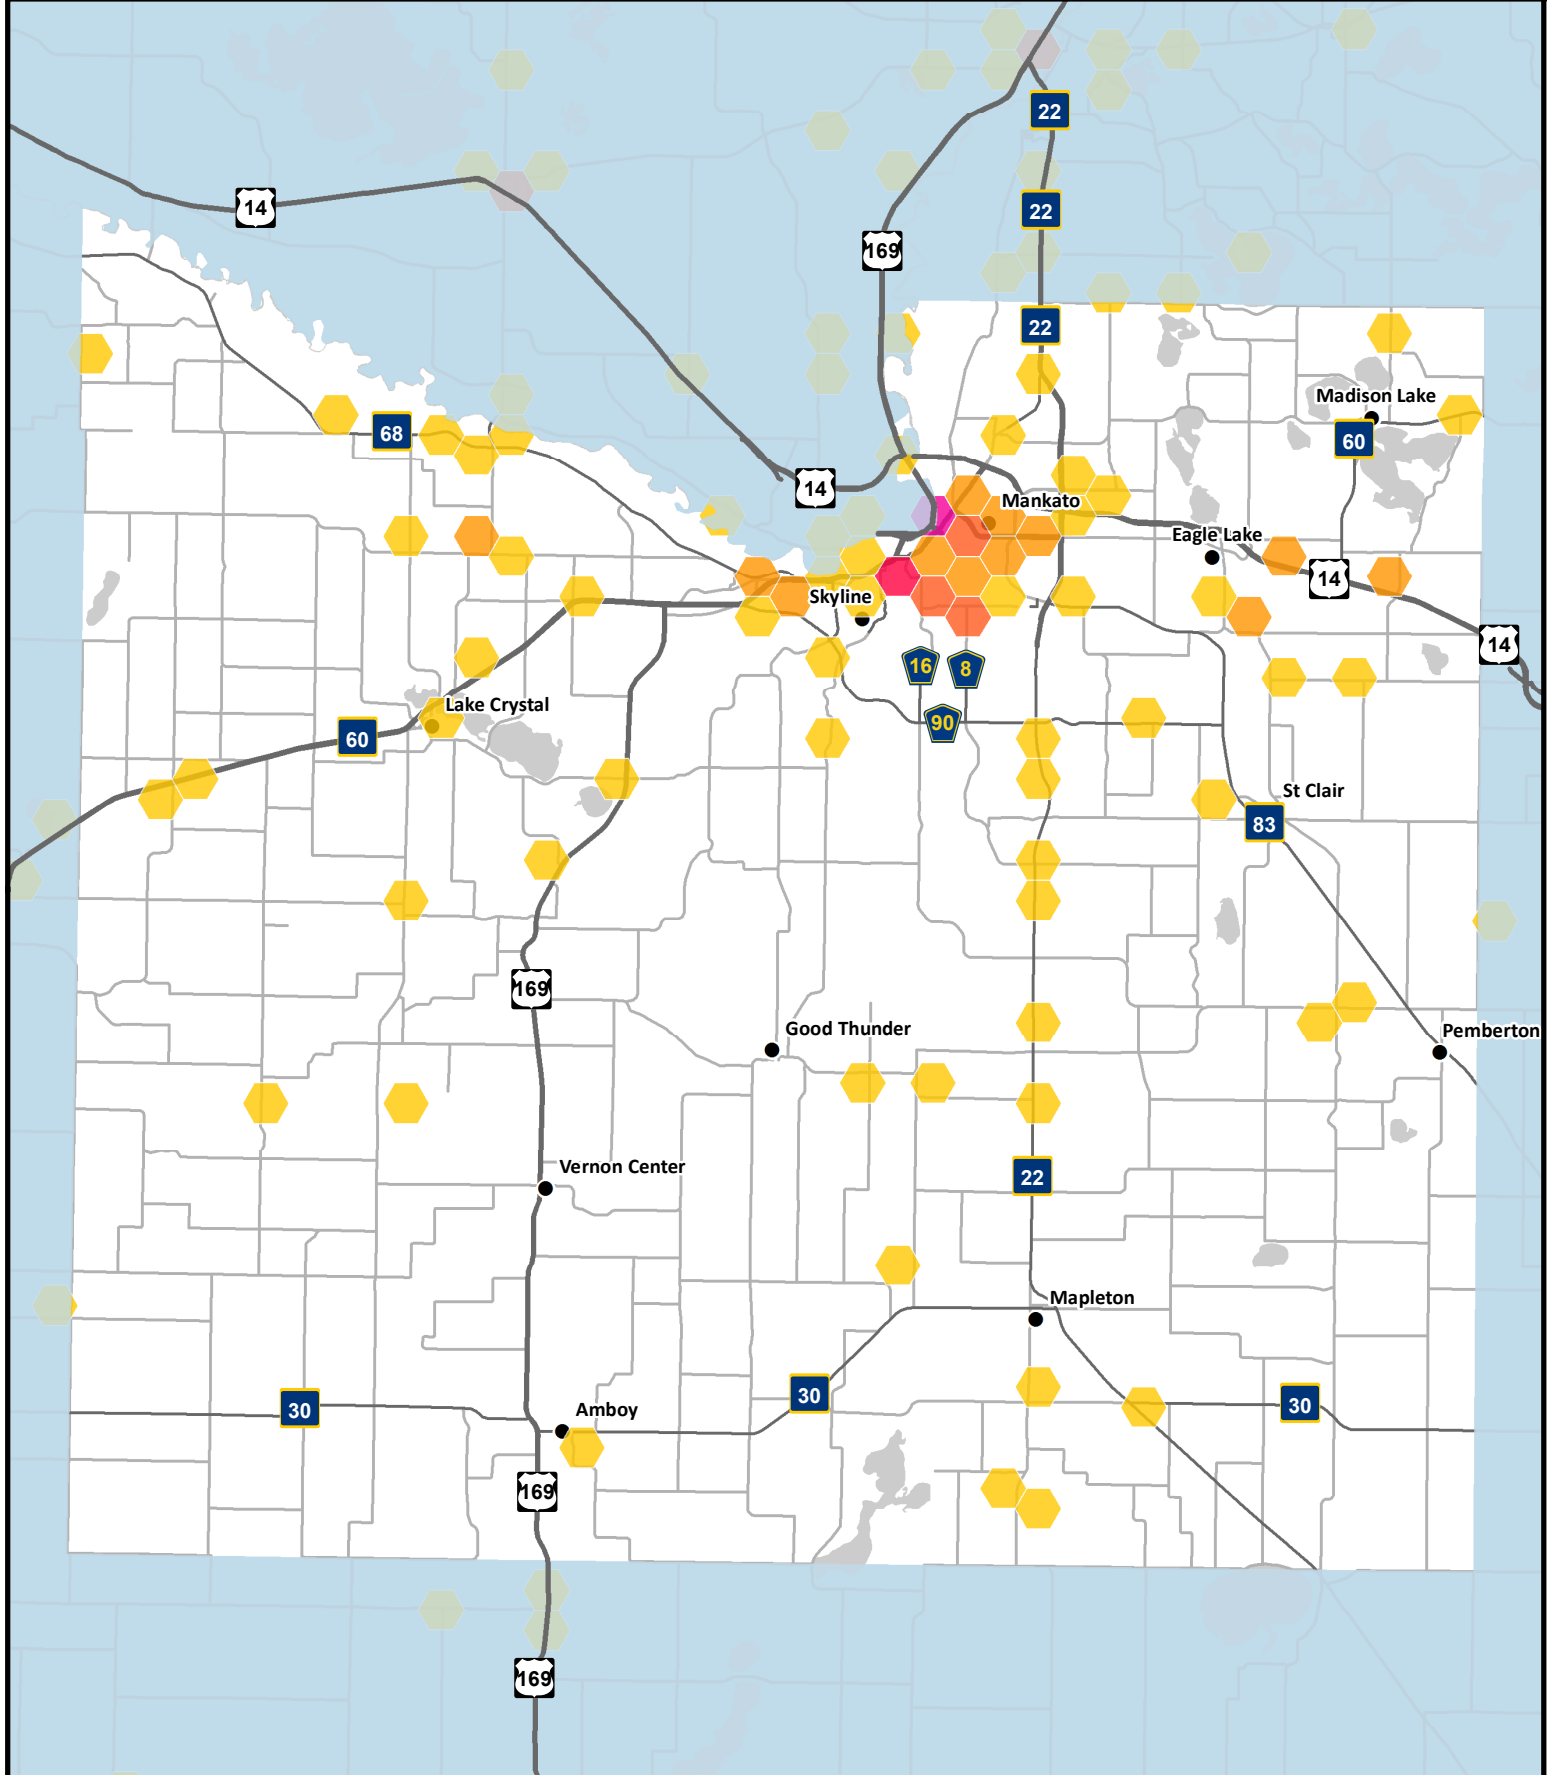 22
14
22
169
22
Madison Lake
68
60
14
Mankato
Eagle Lake
14
Skyline
14
16
8
Lake Crystal
90
60
St Clair
83
169
Good Thunder
Pemberton
Vernon Center
22
Mapleton
30
30
30
Amboy
169
169